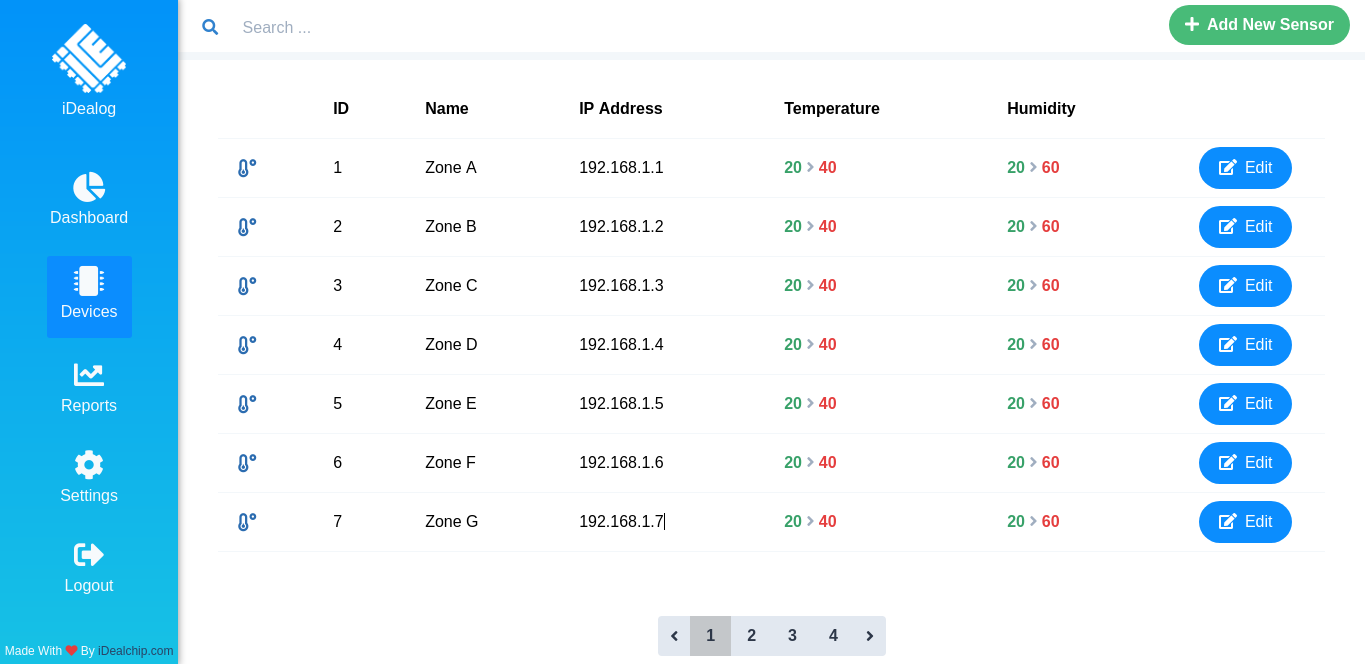 iDealog
Dashboard
Devices
Reports
Settings
Logout
Made With ❤ By iDealchip.com
Search ...
Add New Sensor
ID Name IP Address Temperature Humidity
1 Zone A 192.168.1.1 20 > 40 20 > 60 Edit
2 Zone B 192.168.1.2 20 > 40 20 > 60 Edit
3 Zone C 192.168.1.3 20 > 40 20 > 60 Edit
4 Zone D 192.168.1.4 20 > 40 20 > 60 Edit
5 Zone E 192.168.1.5 20 > 40 20 > 60 Edit
6 Zone F 192.168.1.6 20 > 40 20 > 60 Edit
7 Zone G 192.168.1.7 20 > 40 20 > 60 Edit
1 2 3 4